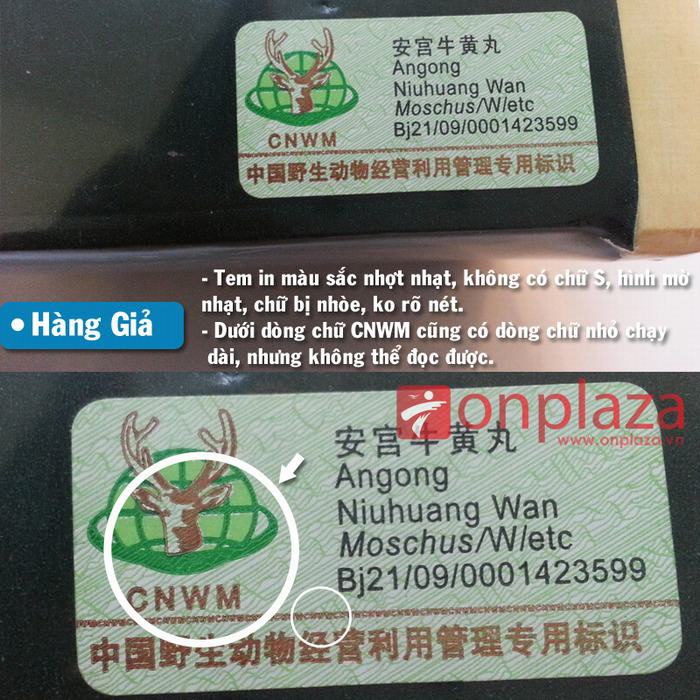 安宫牛黄丸
Angong
Niuhuang Wan
Moschus/W/etc
Bj21/09/0001423599
CNWM
中国野生动物经营利用管理专用标识
• Hàng Giả
- Tem in màu sắc nhợt nhạt, không có chữ S, hình mờ
nhạt, chữ bị nhòe, ko rõ nét.
- Dưới dòng chữ CNWM cũng có dòng chữ nhỏ chạy
dài, nhưng không thể đọc được.
onplaza
www.onplaza.vn
安宫牛黄丸
Angong
Niuhuang Wan
Moschus/W/etc
Bj21/09/0001423599
CNWM
中国野生动物经营利用管理专用标识